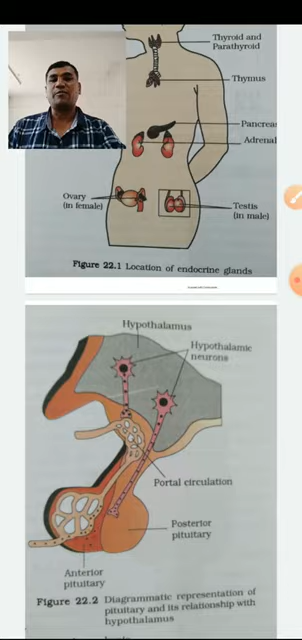 Thyroid and
Parathyroid
Thymus
Pancreas
Adrenal
Ovary
(in female)
Testis
(in male)
Figure 22.1 Location of endocrine glands
Hypothalamus
Hypothalamic
neurons
Portal circulation
Posterior
pituitary
Anterior
pituitary
Figure 22.2 Diagrammatic representation of
pituitary and its relationship with
hypothalamus